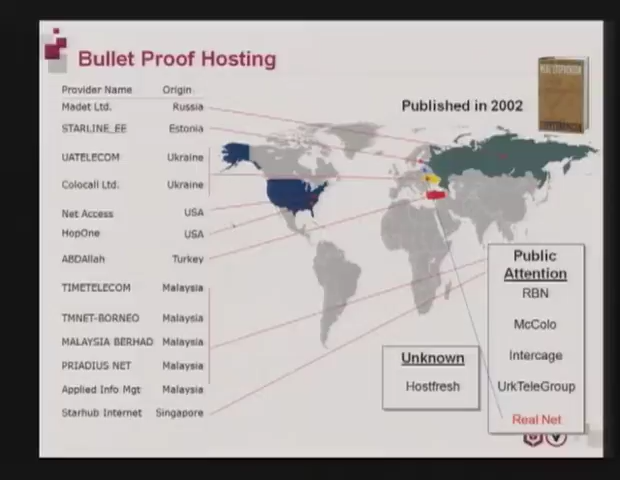 Bullet Proof Hosting
Provider Name Origin
Madet Ltd. Russia
STARLINE_EE Estonia
UATELECOM Ukraine
Colocall Ltd. Ukraine
Net Access USA
HopOne USA
ABDAllah Turkey
TIMETELECOM Malaysia
TMNET-BORNEO Malaysia
MALAYSIA BERHAD Malaysia
PRIADIUS NET Malaysia
Applied Info Mgt Malaysia
Starhub Internet Singapore
Published in 2002
NEAL STEPHENSON
Unknown
Hostfresh
Public
Attention
RBN
McColo
Intercage
UrkTeleGroup
Real Net